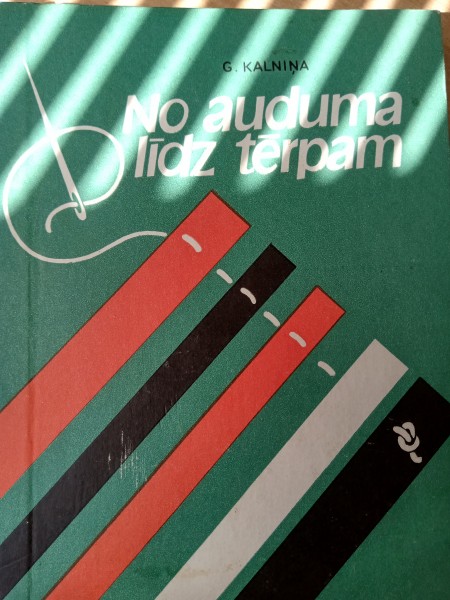 G. KALNIŅA
No auduma
līdz tērpam